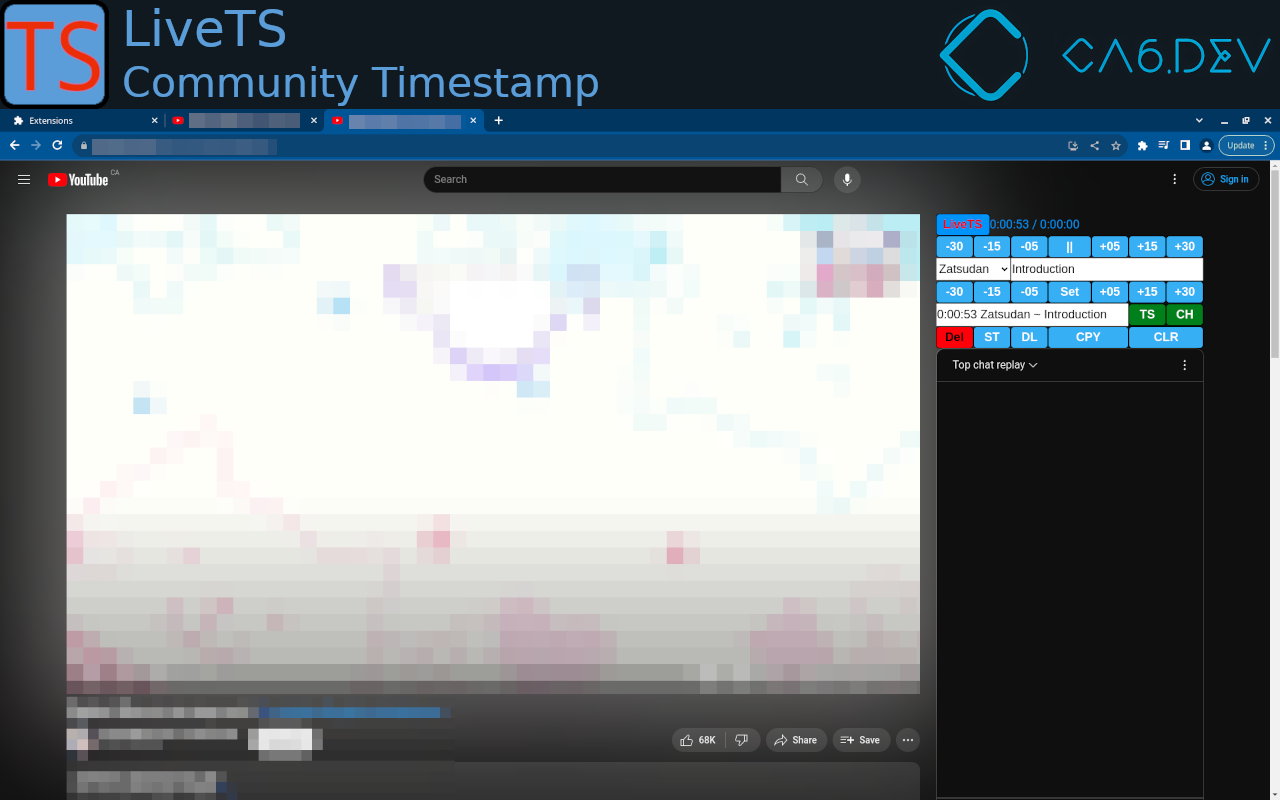 TS
LiveTS
Community Timestamp
CA6.DEV
Extensions
Update
YouTube CA
Search
Sign in
LiveTS 0:00:53 / 0:00:00
-30 -15 -05 || +05 +15 +30
Zatsudan Introduction
-30 -15 -05 Set +05 +15 +30
0:00:53 Zatsudan ~ Introduction TS CH
Del ST DL CPY CLR
Top chat replay
68K Share Save